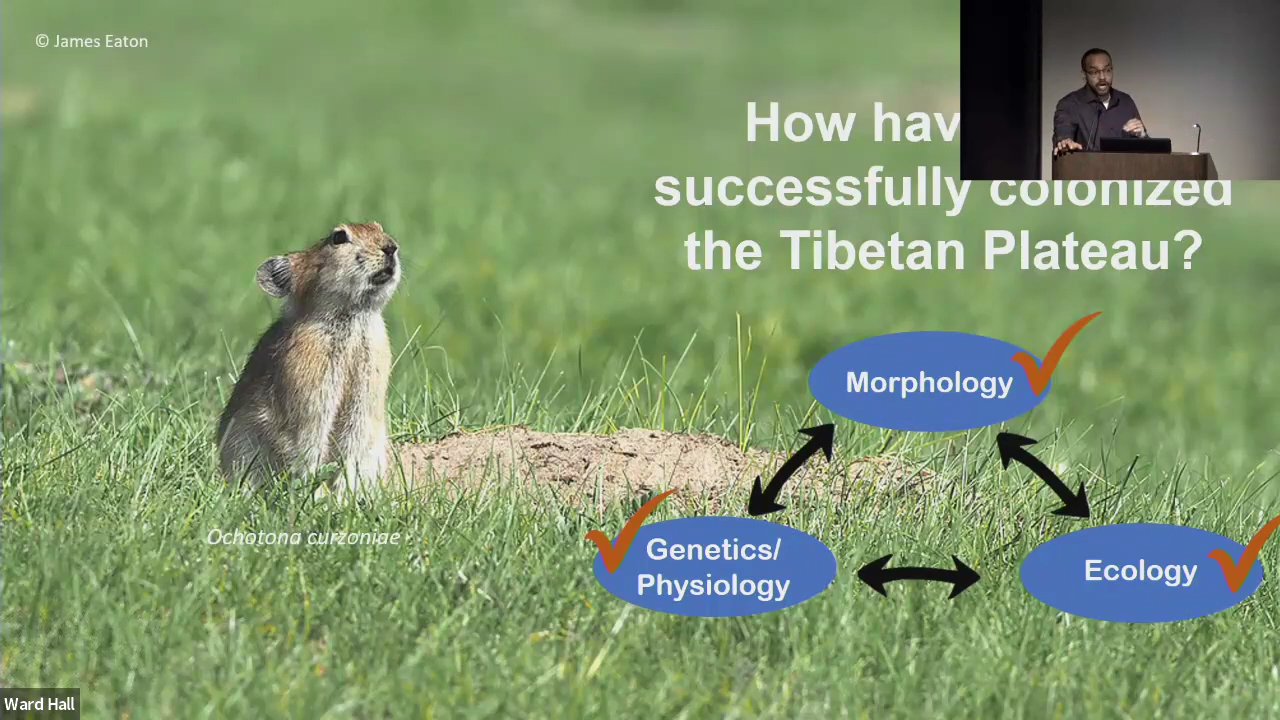 © James Eaton
How hav
successfully colonized
the Tibetan Plateau?
Morphology
Genetics/
Physiology
Ecology
Ochotona curzoniae
Ward Hall